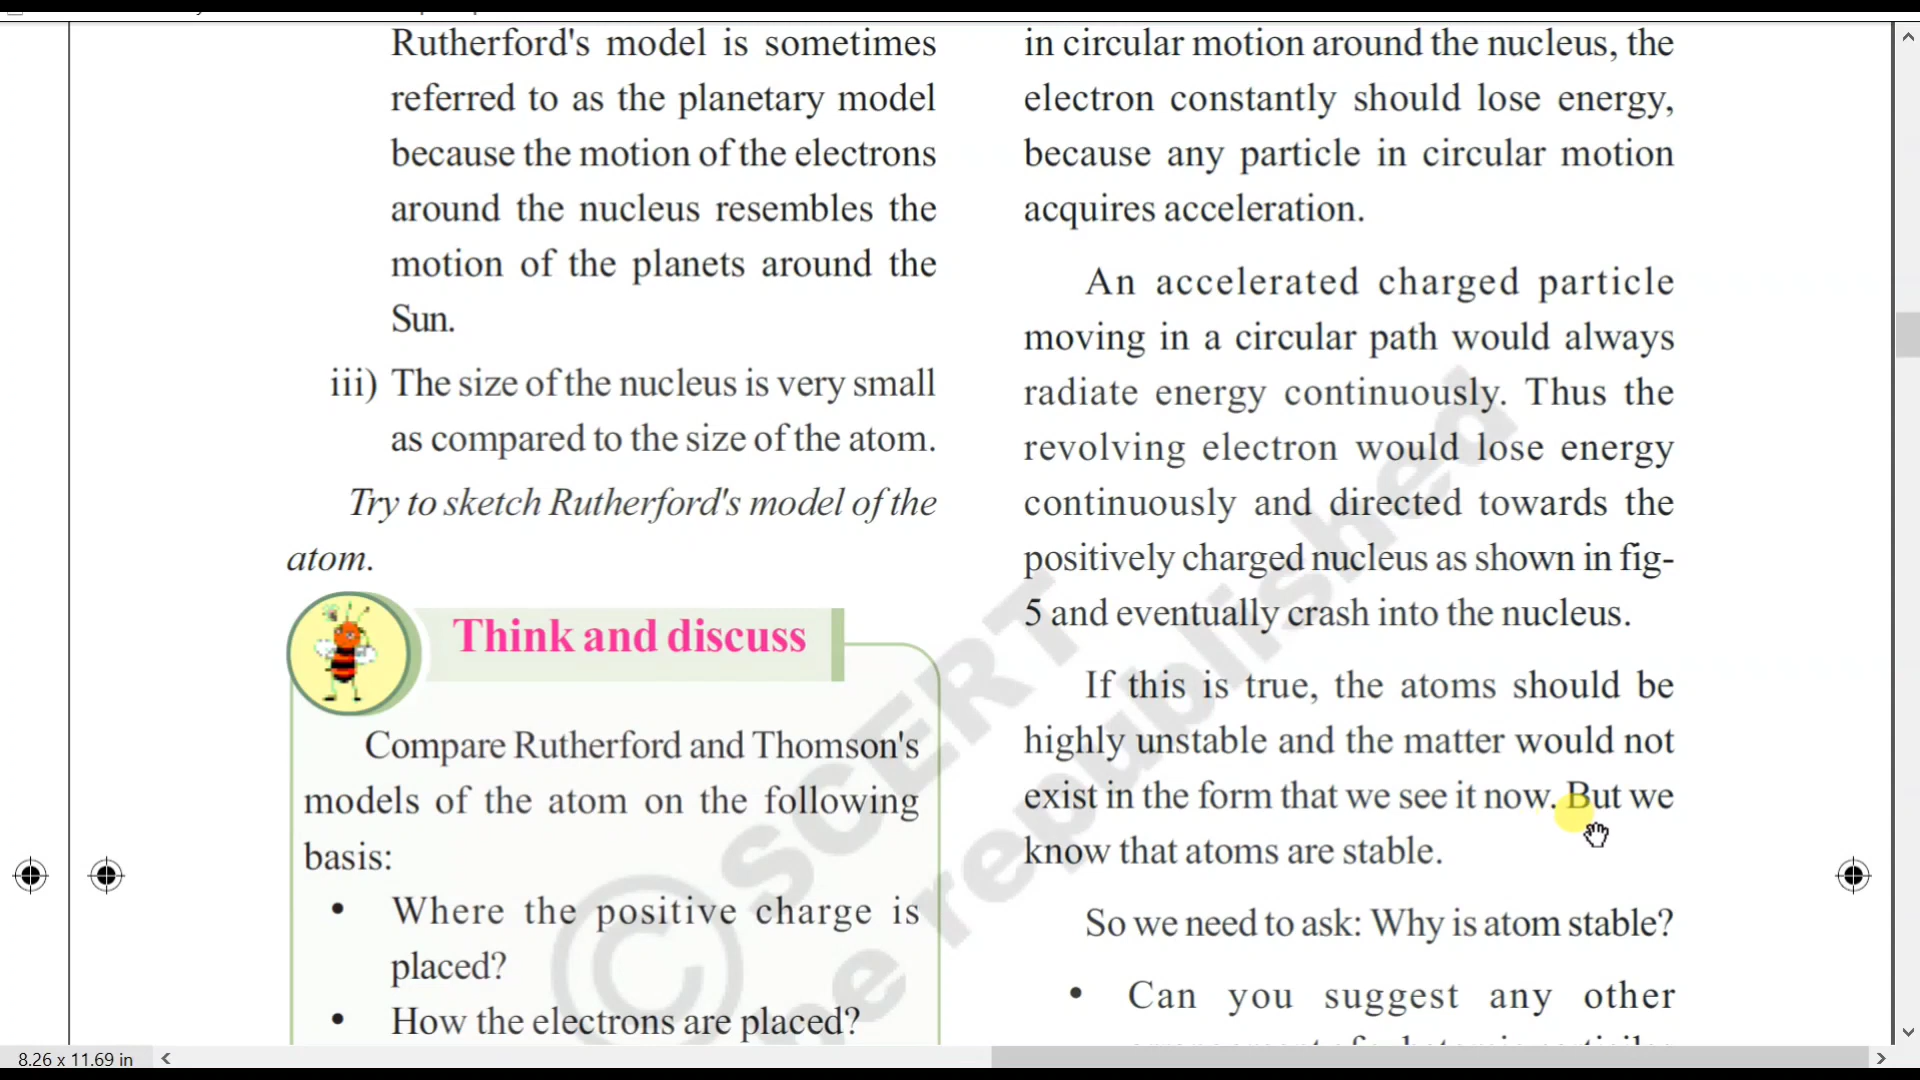 Rutherford's model is sometimes
referred to as the planetary model
because the motion of the electrons
around the nucleus resembles the
motion of the planets around the
Sun.
iii) The size of the nucleus is very small
as compared to the size of the atom.
Try to sketch Rutherford's model of the
atom.
Think and discuss
Compare Rutherford and Thomson's
models of the atom on the following
basis:
• Where the positive charge is
placed?
• How the electrons are placed?
in circular motion around the nucleus, the
electron constantly should lose energy,
because any particle in circular motion
acquires acceleration.
An accelerated charged particle
moving in a circular path would always
radiate energy continuously. Thus the
revolving electron would lose energy
continuously and directed towards the
positively charged nucleus as shown in fig-
5 and eventually crash into the nucleus.
If this is true, the atoms should be
highly unstable and the matter would not
exist in the form that we see it now. But we
know that atoms are stable.
So we need to ask: Why is atom stable?
• Can you suggest any other
© SCERT
be republished
8.26 x 11.69 in